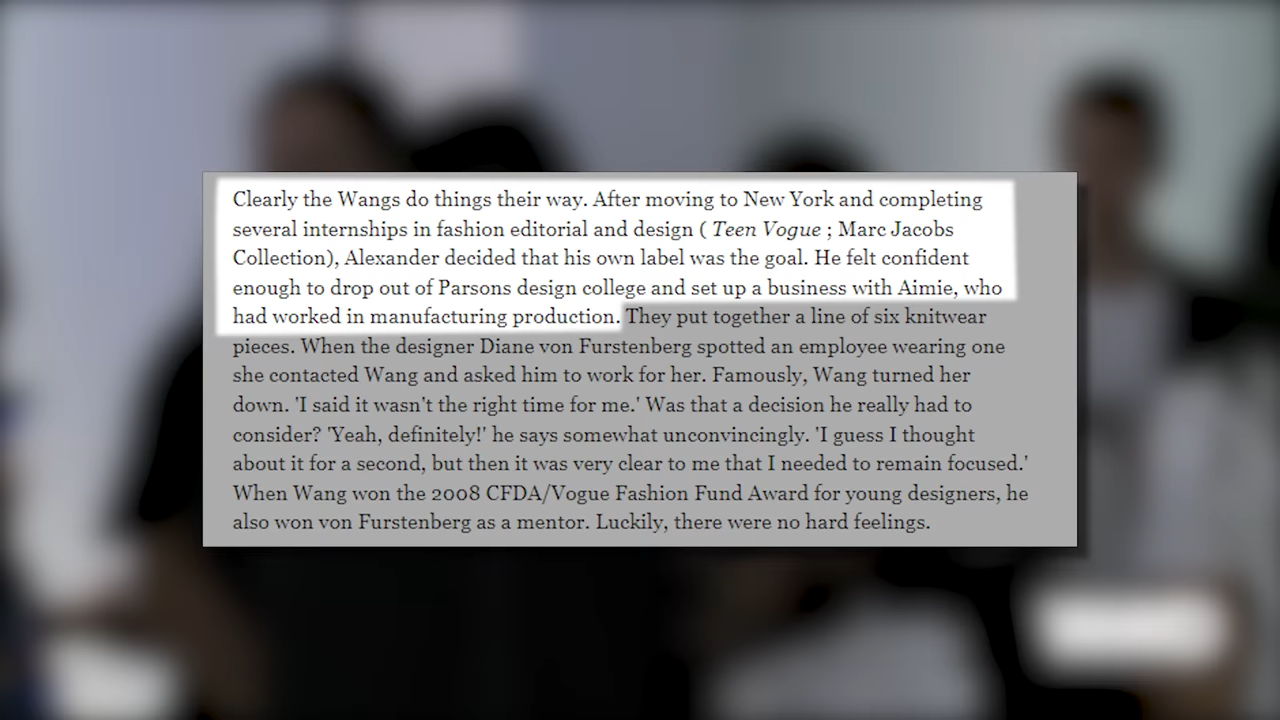 Clearly the Wangs do things their way. After moving to New York and completing
several internships in fashion editorial and design ( Teen Vogue ; Marc Jacobs
Collection), Alexander decided that his own label was the goal. He felt confident
enough to drop out of Parsons design college and set up a business with Aimie, who
had worked in manufacturing production. They put together a line of six knitwear
pieces. When the designer Diane von Furstenberg spotted an employee wearing one
she contacted Wang and asked him to work for her. Famously, Wang turned her
down. 'I said it wasn't the right time for me.' Was that a decision he really had to
consider? 'Yeah, definitely!' he says somewhat unconvincingly. 'I guess I thought
about it for a second, but then it was very clear to me that I needed to remain focused.'
When Wang won the 2008 CFDA/Vogue Fashion Fund Award for young designers, he
also won von Furstenberg as a mentor. Luckily, there were no hard feelings.